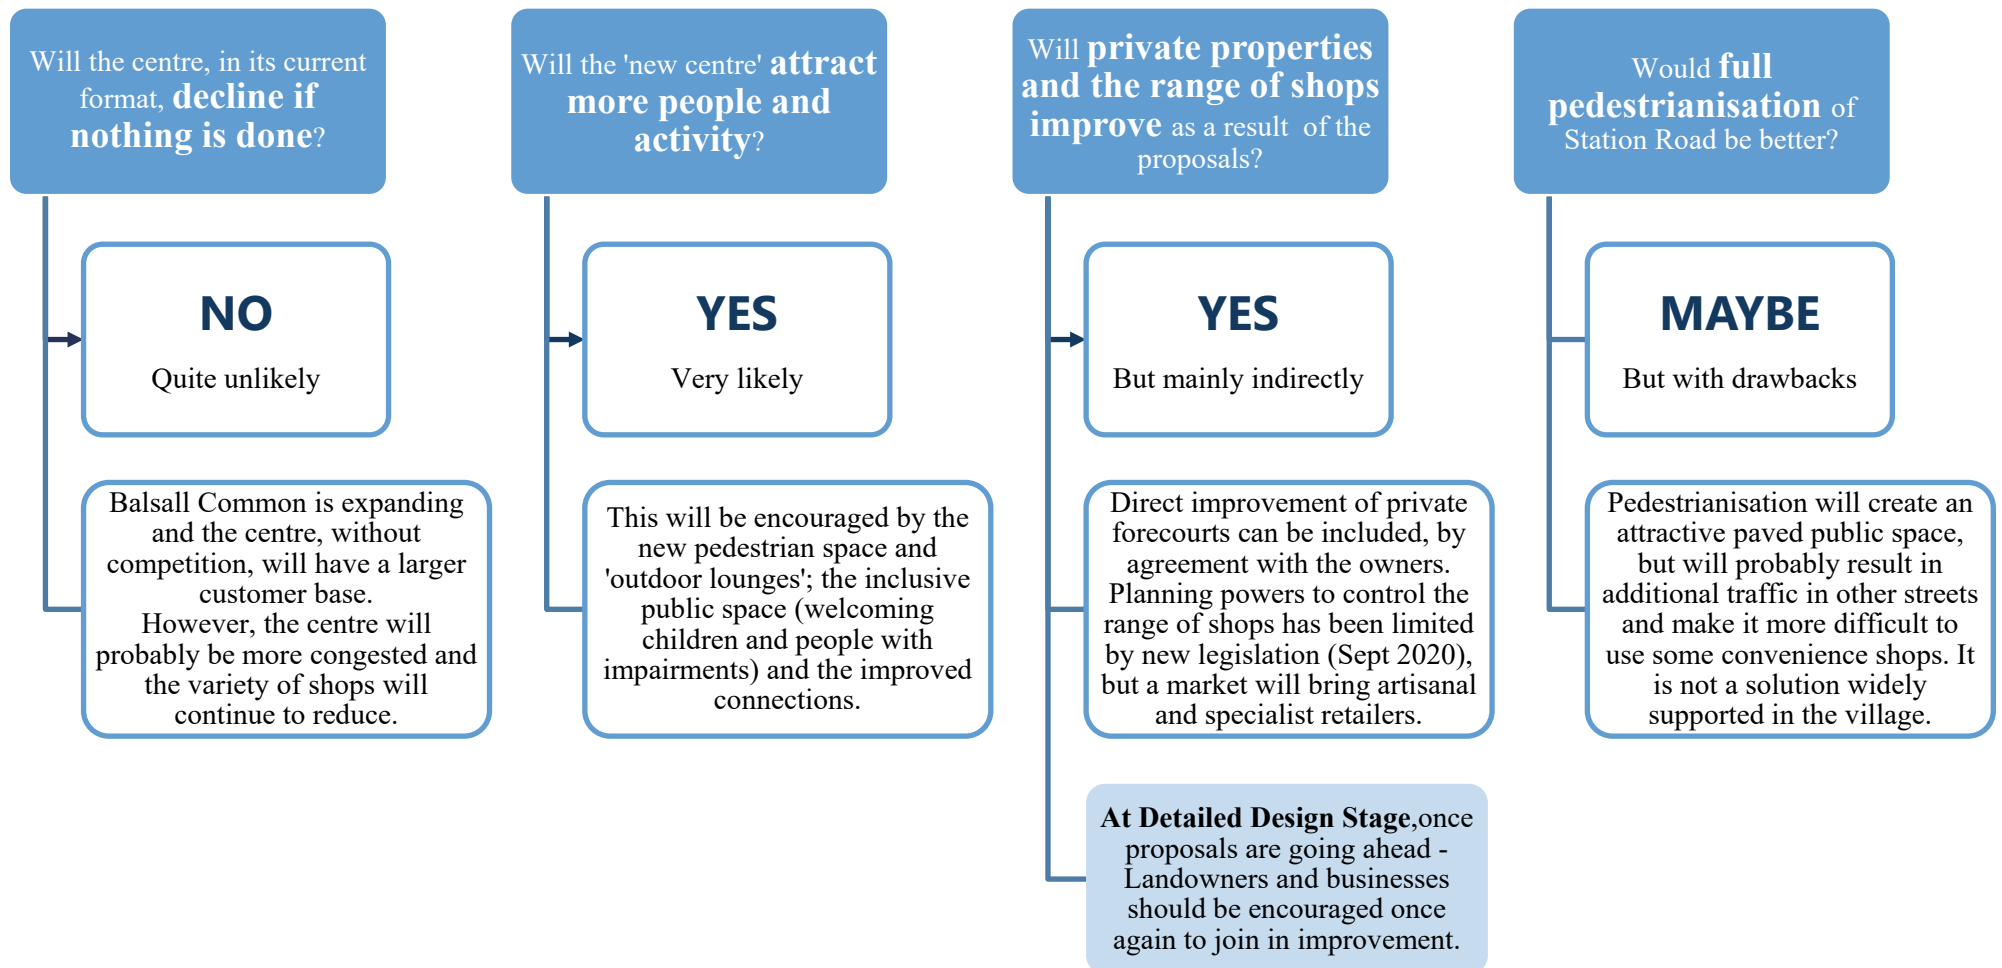 Will the centre, in its current
format, decline if
nothing is done?
NO
Quite unlikely
Balsall Common is expanding
and the centre, without
competition, will have a larger
customer base.
However, the centre will
probably be more congested and
the variety of shops will
continue to reduce.
Will the 'new centre' attract
more people and
activity?
YES
Very likely
This will be encouraged by the
new pedestrian space and
'outdoor lounges'; the inclusive
public space (welcoming
children and people with
impairments) and the improved
connections.
Will private properties
and the range of shops
improve as a result  of the
proposals?
YES
But mainly indirectly
Direct improvement of private
forecourts can be included, by
agreement with the owners.
Planning powers to control the
range of shops has been limited
by new legislation (Sept 2020),
but a market will bring artisanal
and specialist retailers.
At Detailed Design Stage,once
proposals are going ahead -
Landowners and businesses
should be encouraged once
again to join in improvement.
Would full
pedestrianisation of
Station Road be better?
MAYBE
But with drawbacks
Pedestrianisation will create an
attractive paved public space,
but will probably result in
additional traffic in other streets
and make it more difficult to
use some convenience shops. It
is not a solution widely
supported in the village.